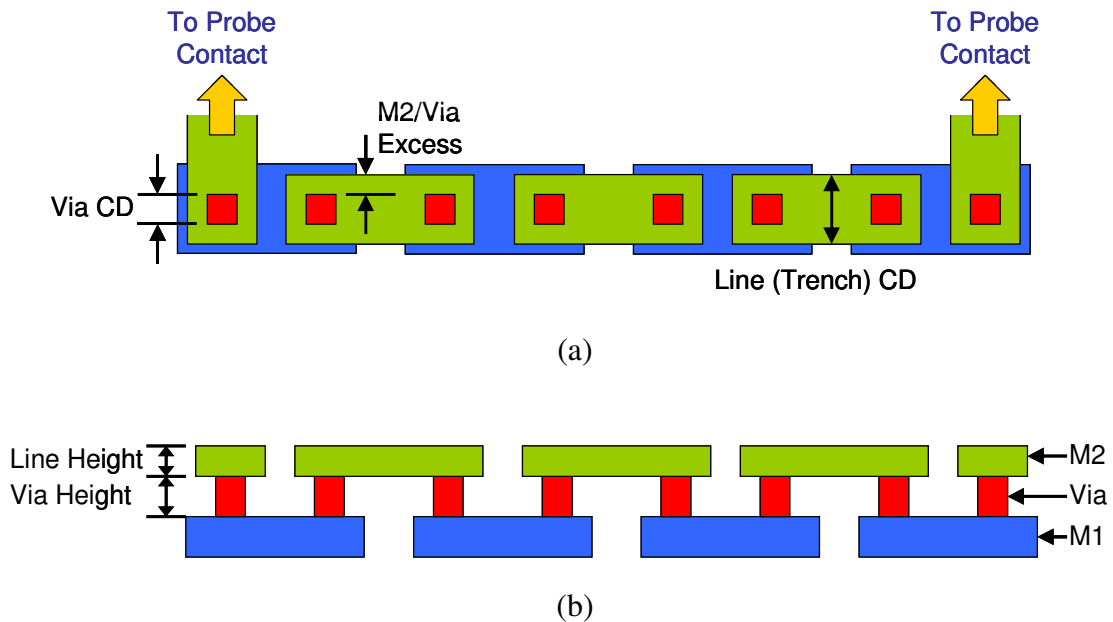 To Probe
Contact
To Probe
Contact
M2/Via
Excess
Via CD
Line (Trench) CD
(a)
Line Height
Via Height
M2
Via
M1
(b)